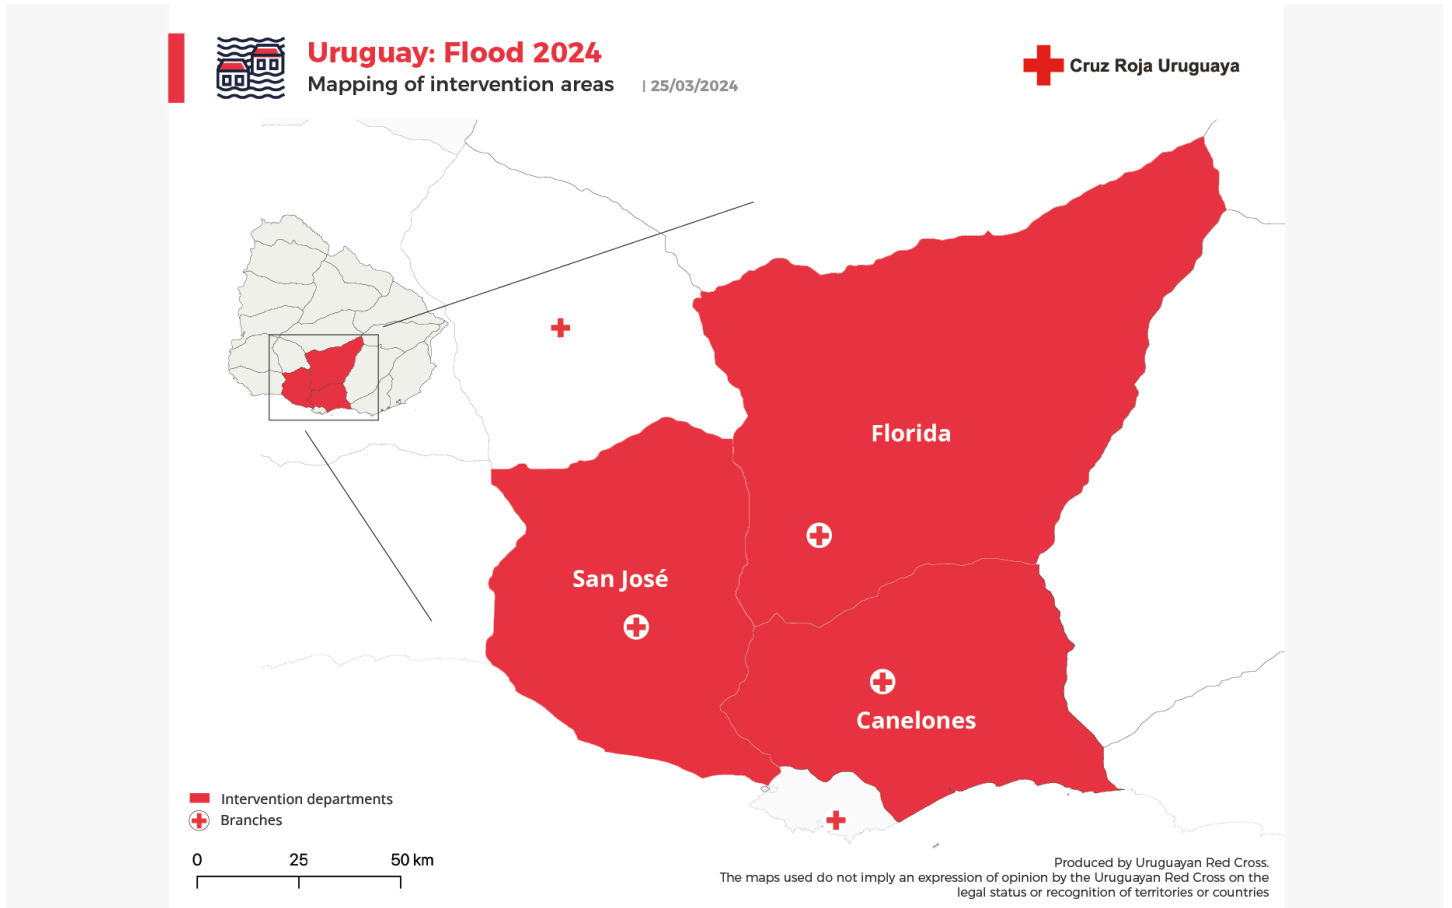 Uruguay: Flood 2024
Mapping of intervention areas | 25/03/2024
Cruz Roja Uruguaya
Florida
San José
Canelones
Intervention departments
Branches
0 25 50 km
Produced by Uruguayan Red Cross.
The maps used do not imply an expression of opinion by the Uruguayan Red Cross on the
legal status or recognition of territories or countries